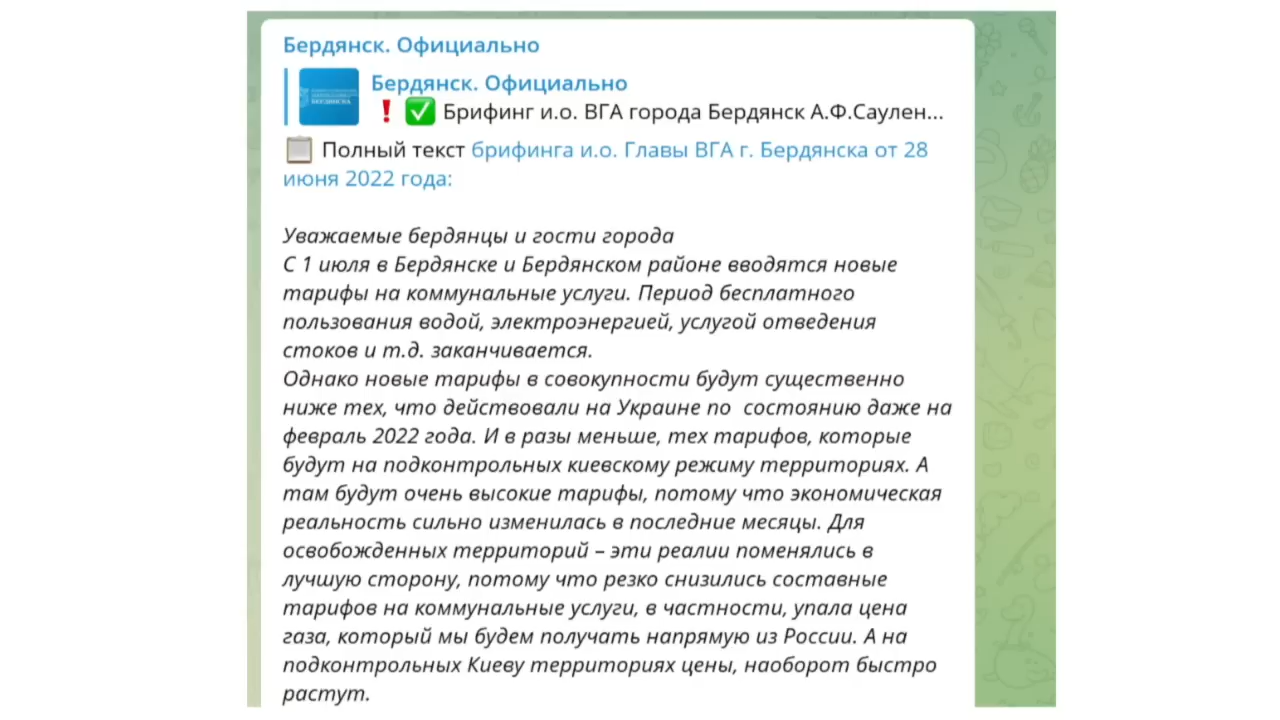 Бердянск. Официально
Бердянск. Официально
❗ ✅ Брифинг и.о. ВГА города Бердянск А.Ф.Саулен...
📋 Полный текст брифинга и.о. Главы ВГА г. Бердянска от 28
июня 2022 года:
Уважаемые бердянцы и гости города
С 1 июля в Бердянске и Бердянском районе вводятся новые
тарифы на коммунальные услуги. Период бесплатного
пользования водой, электроэнергией, услугой отведения
стоков и т.д. заканчивается.
Однако новые тарифы в совокупности будут существенно
ниже тех, что действовали на Украине по  состоянию даже на
февраль 2022 года. И в разы меньше, тех тарифов, которые
будут на подконтрольных киевскому режиму территориях. А
там будут очень высокие тарифы, потому что экономическая
реальность сильно изменилась в последние месяцы. Для
освобожденных территорий – эти реалии поменялись в
лучшую сторону, потому что резко снизились составные
тарифов на коммунальные услуги, в частности, упала цена
газа, который мы будем получать напрямую из России. А на
подконтрольных Киеву территориях цены, наоборот быстро
растут.